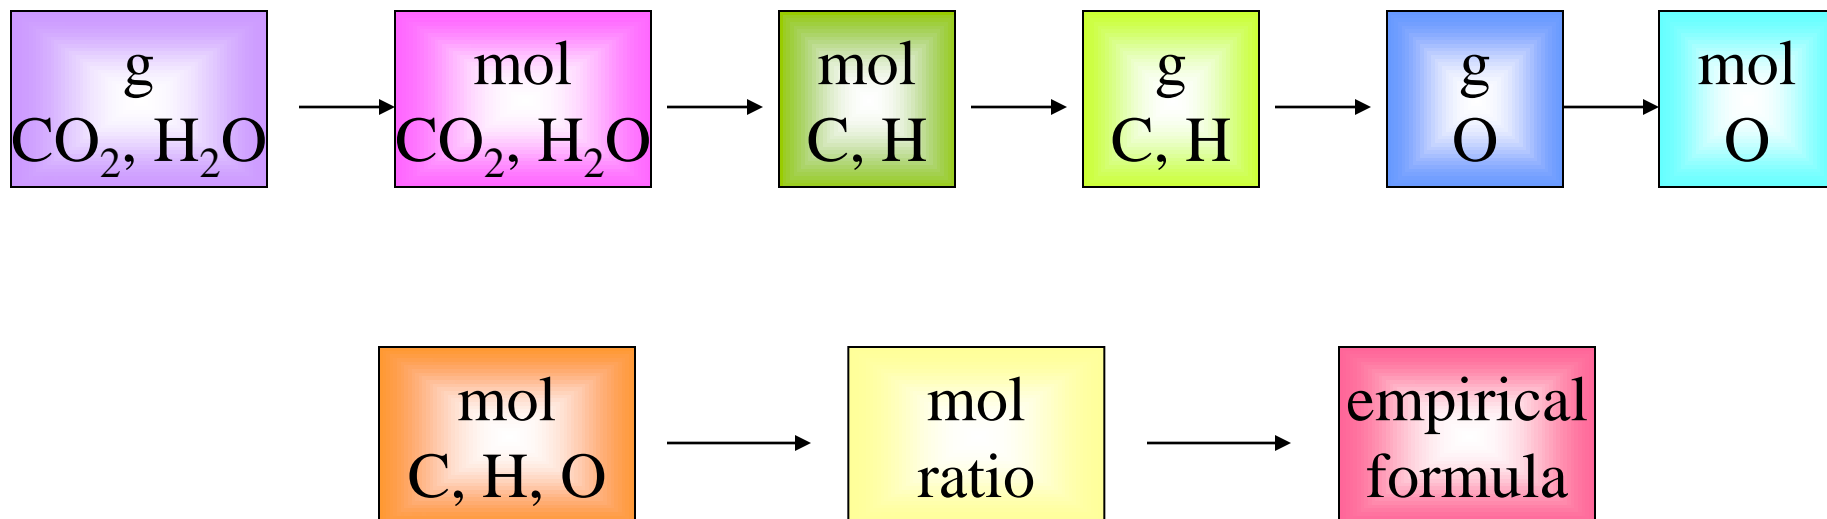 g
CO₂, H₂O
mol
CO₂, H₂O
mol
C, H
g
C, H
g
O
mol
O
mol
C, H, O
mol
ratio
empirical
formula